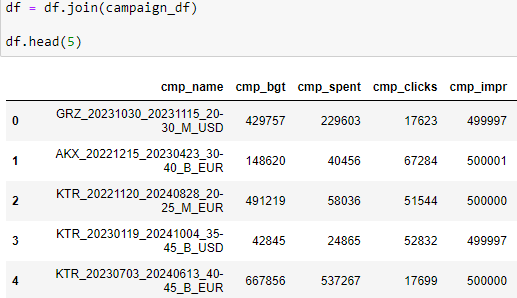 df = df.join(campaign_df)
df.head(5)
cmp_name cmp_bgt cmp_spent cmp_clicks cmp_impr
0 GRZ_20231030_20231115_20-
30_M_USD 429757 229603 17623 499997
1 AKX_20221215_20230423_30-
40_B_EUR 148620 40456 67284 500001
2 KTR_20221120_20240828_20-
25_M_EUR 491219 58036 51544 500000
3 KTR_20230119_20241004_35-
45_B_USD 42845 24865 52832 499997
4 KTR_20230703_20240613_40-
45_B_EUR 667856 537267 17699 500000